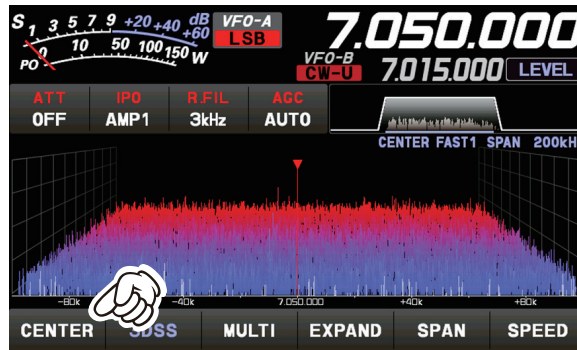 S 1 3 5 7 9 +20 +40 +60 dB
PO 0 10 50 100 150 W
VFO-A
LSB
7.050.000
VFO-B
CW-U
7.015.000
LEVEL
ATT IPO R.FIL AGC
OFF AMP1 3kHz AUTO
CENTER FAST1 SPAN 200kH
-80k -40k 7.050.000 +40k +80k
CENTER 3DSS MULTI EXPAND SPAN SPEED